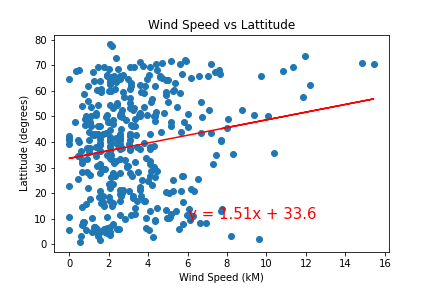 Wind Speed vs Lattitude
80
70
60
50
40
30
20
10
0
Lattitude (degrees)
y = 1.51x + 33.6
0 2 4 6 8 10 12 14 16
Wind Speed (kM)